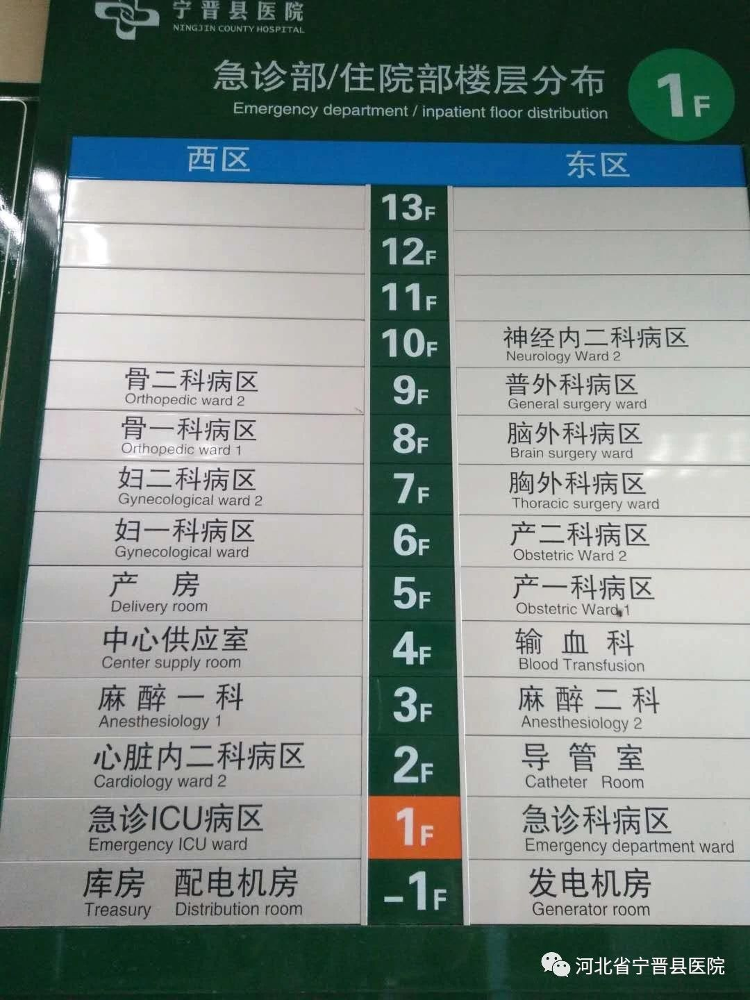 宁晋县医院
NINGJIN COUNTY HOSPITAL
急诊部/住院部楼层分布
Emergency department / inpatient floor distribution
1F
西区
东区
13F
12F
11F
10F
神经内二科病区
Neurology Ward 2
骨二科病区
Orthopedic ward 2
9F
普外科病区
General surgery ward
骨一科病区
Orthopedic ward 1
8F
脑外科病区
Brain surgery ward
妇二科病区
Gynecological ward 2
7F
胸外科病区
Thoracic surgery ward
妇一科病区
Gynecological ward
6F
产二科病区
Obstetric Ward 2
产 房
Delivery room
5F
产一科病区
Obstetric Ward 1
中心供应室
Center supply room
4F
输血科
Blood Transfusion
麻醉一科
Anesthesiology 1
3F
麻醉二科
Anesthesiology 2
心脏内二科病区
Cardiology ward 2
2F
导管室
Catheter Room
急诊ICU病区
Emergency ICU ward
1F
急诊科病区
Emergency department ward
库房 配电机房
Treasury Distribution room
-1F
发电机房
Generator room
河北省宁晋县医院